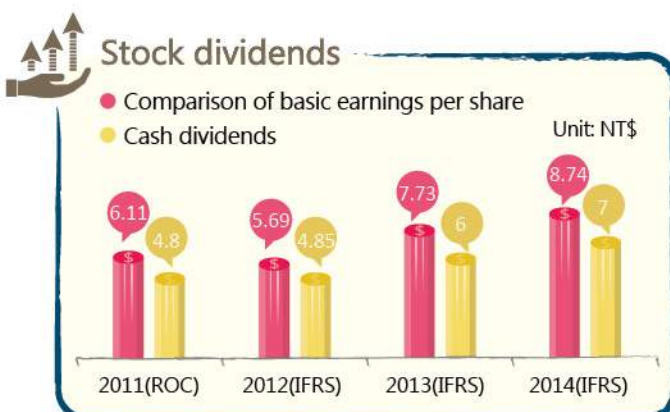 Stock dividends
Comparison of basic earnings per share
Cash dividends
Unit: NT$
6.11
4.8
5.69
4.85
7.73
6
8.74
7
$ $ $ $ $ $ $ $
2011(ROC) 2012(IFRS) 2013(IFRS) 2014(IFRS)